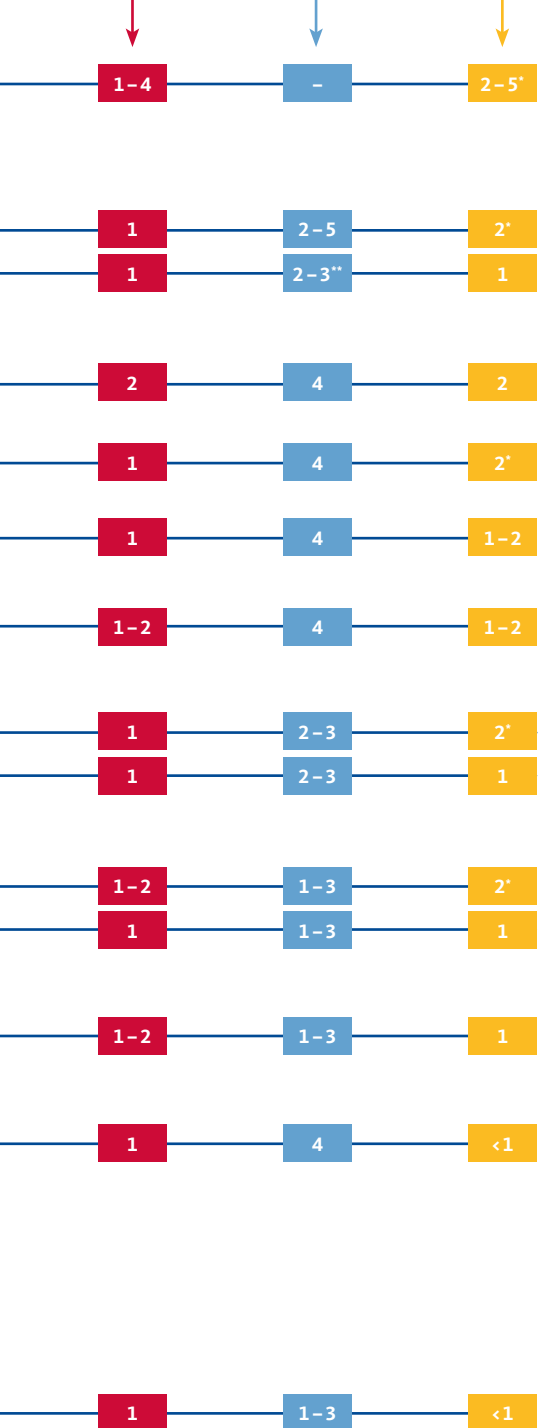 1–4 – 2–5*
1 2–5 2*
1 2–3** 1
2 4 2
1 4 2*
1 4 1–2
1–2 4 1–2
1 2–3 2*
1 2–3 1
1–2 1–3 2*
1 1–3 1
1–2 1–3 1
1 4 <1
1 1–3 <1